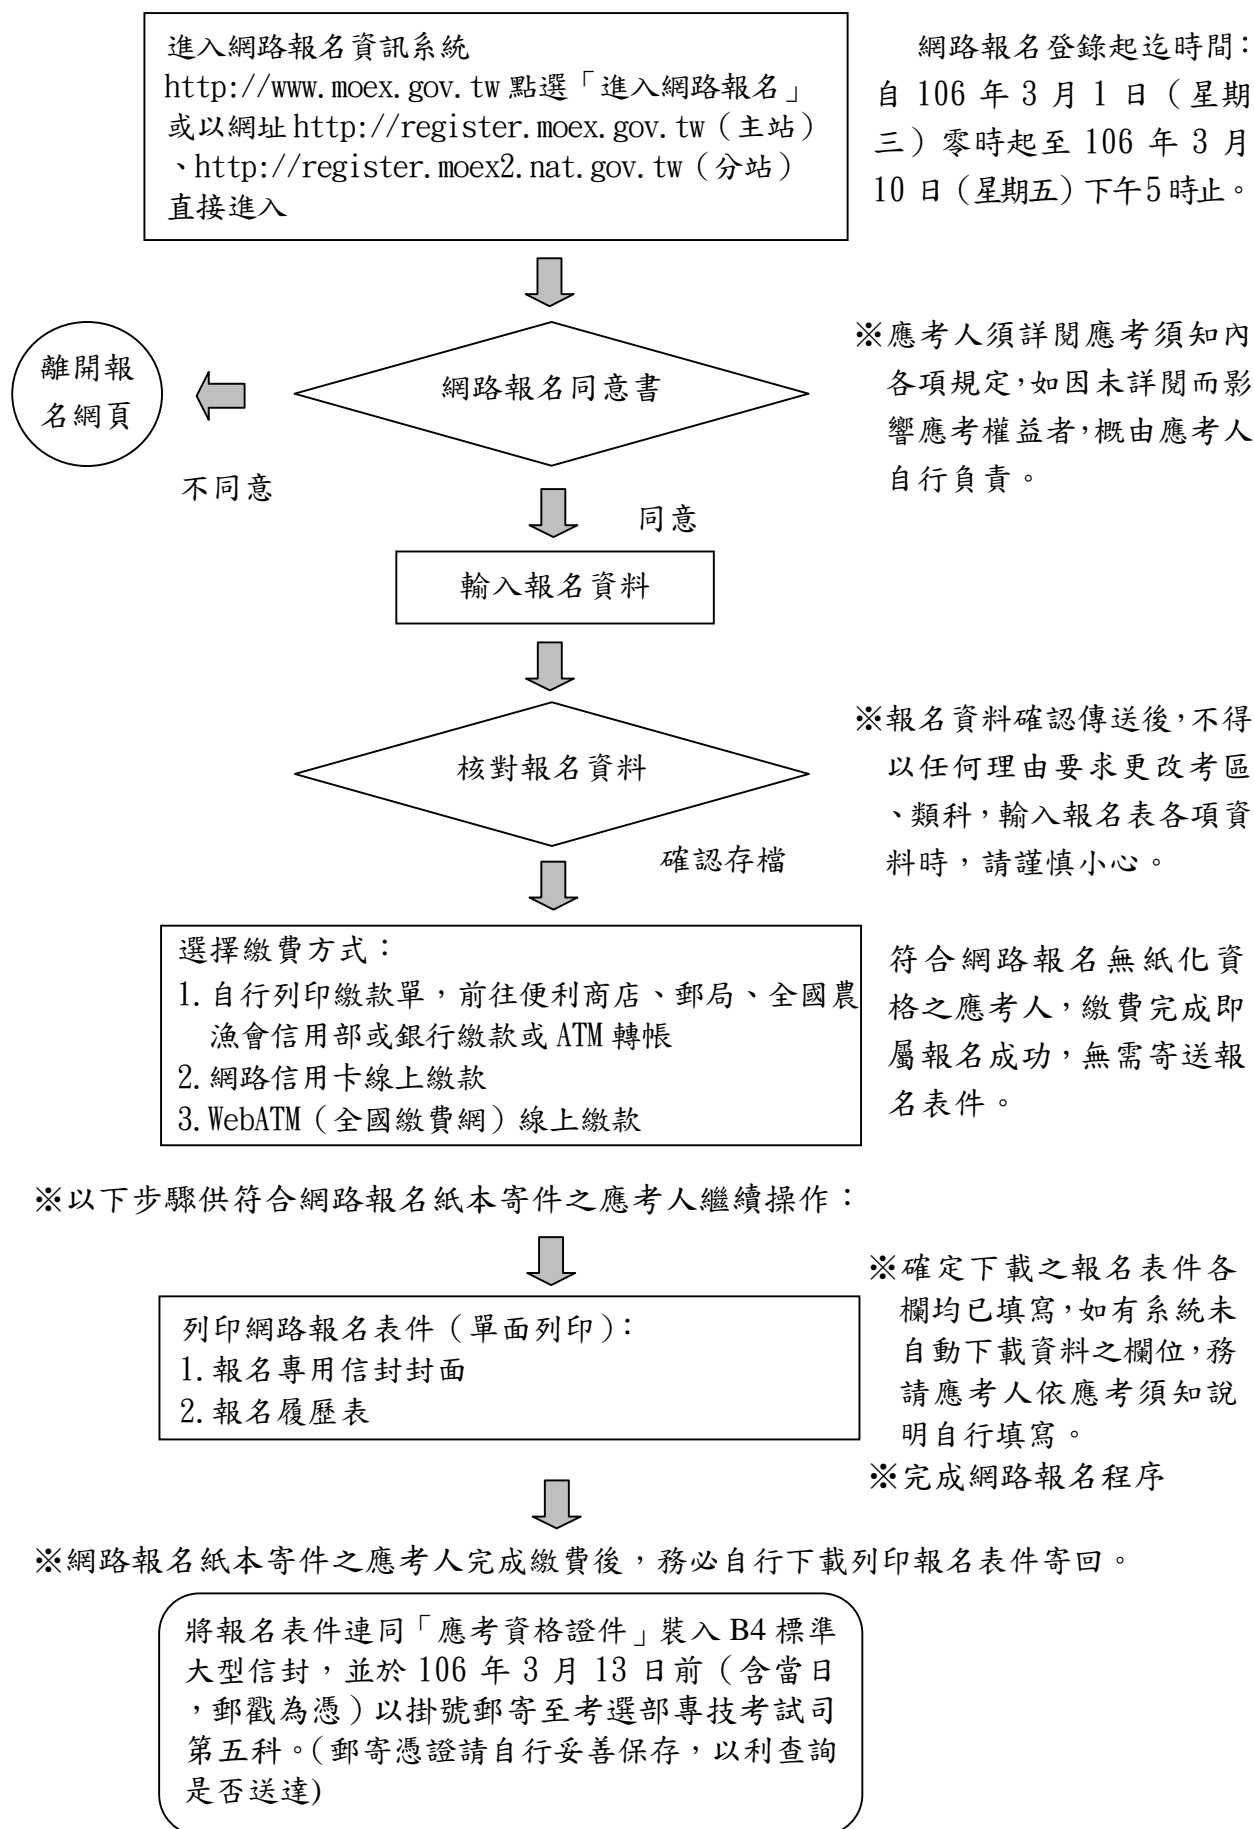 進入網路報名資訊系統
http://www.moex.gov.tw 點選「進入網路報名」
或以網址 http://register.moex.gov.tw（主站）
、http://register.moex2.nat.gov.tw（分站）
直接進入
網路報名登錄起迄時間：
自 106 年 3 月 1 日（星期
三）零時起至 106 年 3 月
10 日（星期五）下午5時止。
離開報
名網頁
網路報名同意書
※應考人須詳閱應考須知內
各項規定，如因未詳閱而影
響應考權益者，概由應考人
自行負責。
不同意
同意
輸入報名資料
核對報名資料
※報名資料確認傳送後，不得
以任何理由要求更改考區
、類科，輸入報名表各項資
料時，請謹慎小心。
確認存檔
選擇繳費方式：
1.自行列印繳款單，前往便利商店、郵局、全國農
漁會信用部或銀行繳款或 ATM 轉帳
2.網路信用卡線上繳款
3.WebATM（全國繳費網）線上繳款
符合網路報名無紙化資
格之應考人，繳費完成即
屬報名成功，無需寄送報
名表件。
※以下步驟供符合網路報名紙本寄件之應考人繼續操作：
列印網路報名表件（單面列印）：
1.報名專用信封封面
2.報名履歷表
※確定下載之報名表件各
欄均已填寫，如有系統未
自動下載資料之欄位，務
請應考人依應考須知說
明自行填寫。
※完成網路報名程序
※網路報名紙本寄件之應考人完成繳費後，務必自行下載列印報名表件寄回。
將報名表件連同「應考資格證件」裝入 B4 標準
大型信封，並於 106 年 3 月 13 日前（含當日
，郵戳為憑）以掛號郵寄至考選部專技考試司
第五科。(郵寄憑證請自行妥善保存，以利查詢
是否送達)